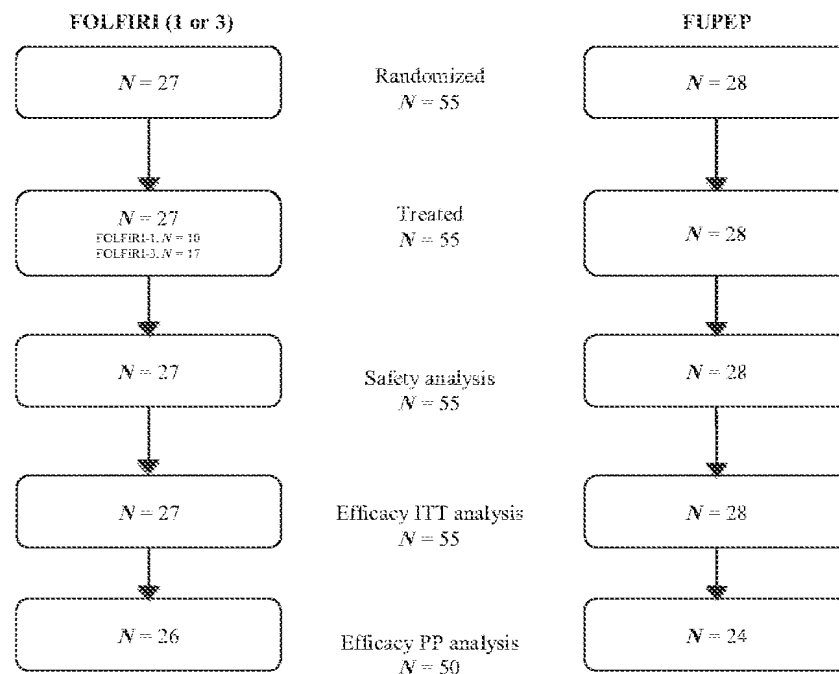 FOLFIRI (1 or 3)
FUPEP
N = 27
Randomized
N = 55
N = 28
N = 27
FOLFIRI-1, N = 10
FOLFIRI-3, N = 17
Treated
N = 55
N = 28
N = 27
Safety analysis
N = 55
N = 28
N = 27
Efficacy ITT analysis
N = 55
N = 28
N = 26
Efficacy PP analysis
N = 50
N = 24